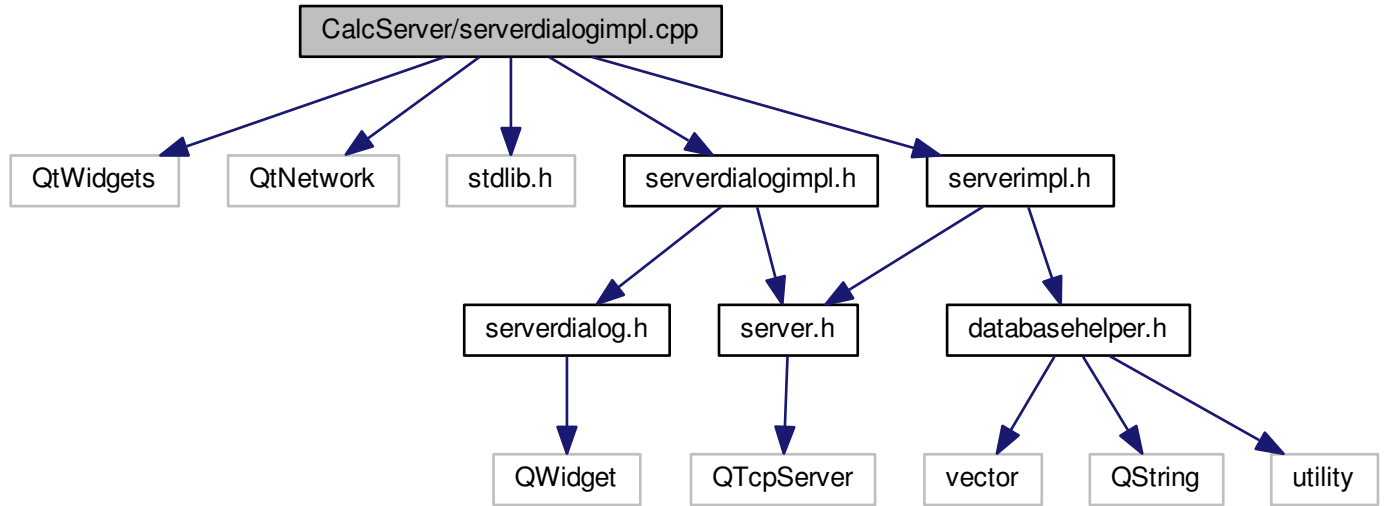 CalcServer/serverdialogimpl.cpp
QtWidgets
QtNetwork
stdlib.h
serverdialogimpl.h
serverimpl.h
serverdialog.h
server.h
databasehelper.h
QWidget
QTcpServer
vector
QString
utility